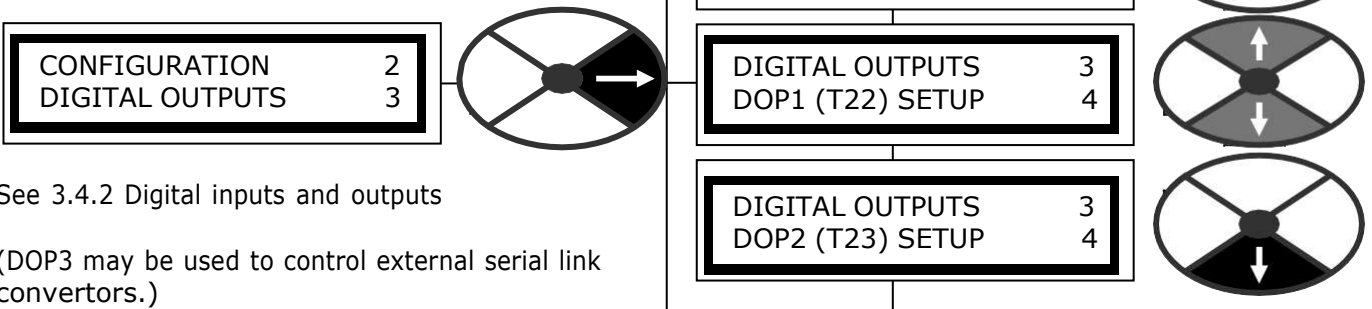 CONFIGURATION 2
DIGITAL OUTPUTS 3
See 3.4.2 Digital inputs and outputs
(DOP3 may be used to control external serial link
convertors.)
DIGITAL OUTPUTS 3
DOP1 (T22) SETUP 4
DIGITAL OUTPUTS 3
DOP2 (T23) SETUP 4